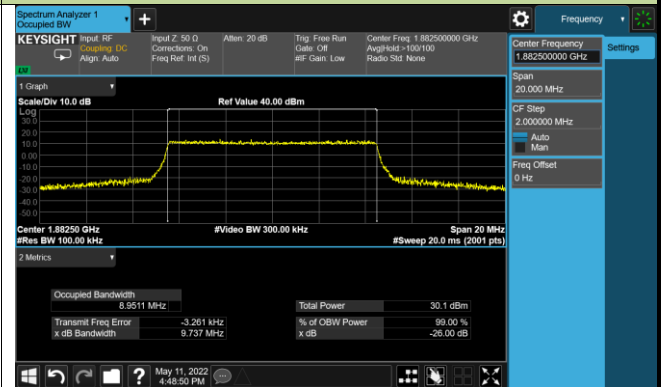 Spectrum Analyzer 1
Occupied BW
+
Frequency
KEYSIGHT
Input: RF
Coupling: DC
Align: Auto
Input Z: 50 Ω
Corrections: On
Freq Ref: Int (S)
Atten: 20 dB
Trig: Free Run
Gate: Off
#IF Gain: Low
Center Freq: 1.882500000 GHz
Avg|Hold:>100/100
Radio Std: None
Center Frequency
1.882500000 GHz
Settings
Span
20.000 MHz
CF Step
2.000000 MHz
Auto
Man
Freq Offset
0 Hz
1 Graph
Scale/Div 10.0 dB
Ref Value 40.00 dBm
Log
30.0
20.0
10.0
0.00
-10.0
-20.0
-30.0
-40.0
-50.0
Center 1.88250 GHz
#Res BW 100.00 kHz
#Video BW 300.00 kHz
Span 20 MHz
#Sweep 20.0 ms (2001 pts)
2 Metrics
Occupied Bandwidth
8.9511 MHz
Total Power 30.1 dBm
Transmit Freq Error -3.261 kHz
% of OBW Power 99.00 %
x dB Bandwidth 9.737 MHz
x dB -26.00 dB
?
May 11, 2022
4:48:50 PM